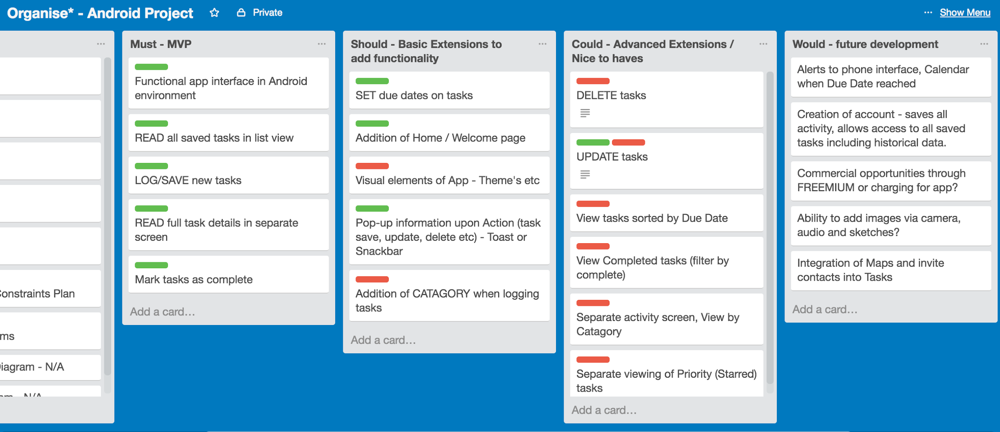 Organise* - Android Project
Private
Show Menu
Constraints Plan
Diagram - N/A
N/A
Must - MVP
Functional app interface in Android
environment
READ all saved tasks in list view
LOG/SAVE new tasks
READ full task details in separate
screen
Mark tasks as complete
Add a card...
Should - Basic Extensions to
add functionality
SET due dates on tasks
Addition of Home / Welcome page
Visual elements of App - Theme's etc
Pop-up information upon Action (task
save, update, delete etc) - Toast or
Snackbar
Addition of CATAGORY when logging
tasks
Add a card...
Could - Advanced Extensions /
Nice to haves
DELETE tasks
UPDATE tasks
View tasks sorted by Due Date
View Completed tasks (filter by
complete)
Separate activity screen, View by
Catagory
Separate viewing of Priority (Starred)
tasks
Add a card...
Would - future development
Alerts to phone interface, Calendar
when Due Date reached
Creation of account - saves all
activity, allows access to all saved
tasks including historical data.
Commercial opportunities through
FREEMIUM or charging for app?
Ability to add images via camera,
audio and sketches?
Integration of Maps and invite
contacts into Tasks
Add a card...